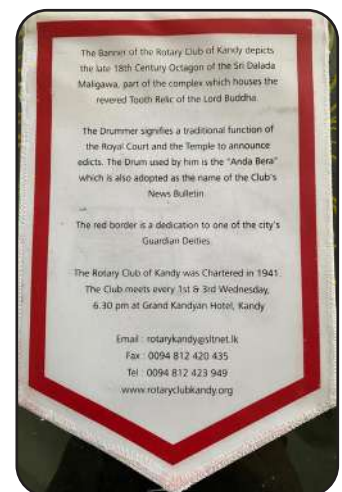 The Banner of the Rotary Club of Kandy depicts
the late 18th Century Octagon of the Sri Dalada
Maligawa, part of the complex which houses the
revered Tooth Relic of the Lord Buddha.
The Drummer signifies a traditional function of
the Royal Court and the Temple to announce
edicts. The Drum used by him is the "Anda Bera"
which is also adopted as the name of the Club's
News Bulletin
The red border is a dedication to one of the city's
Guardian Deities.
The Rotary Club of Kandy was Chartered in 1941.
The Club meets every 1st & 3rd Wednesday,
6.30 pm at Grand Kandyan Hotel, Kandy
Email : rotarykandy@sltnet.lk
Fax : 0094 812 420 435
Tel : 0094 812 423 949
www.rotaryclubkandy.org